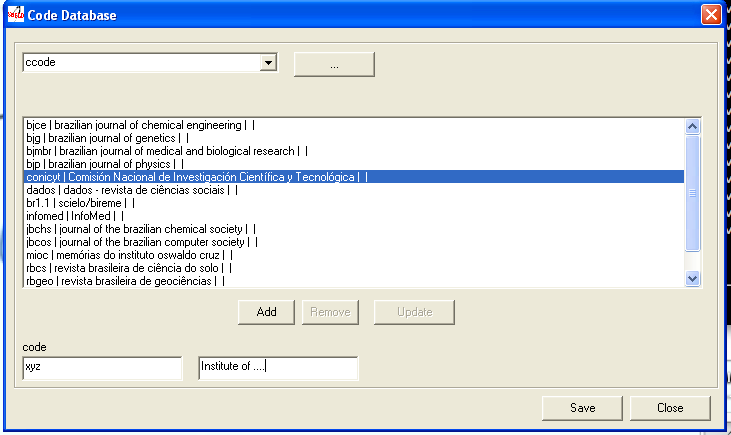 Code Database
ccode
...
bjce | brazilian journal of chemical engineering | |
bjg | brazilian journal of genetics | |
bjmbr | brazilian journal of medical and biological research | |
bjp | brazilian journal of physics | |
conicyt | Comisión Nacional de Investigación Científica y Tecnológica | |
dados | dados - revista de ciências sociais | |
br1.1 | scielo/bireme | |
infomed | InfoMed | |
jbchs | journal of the brazilian chemical society | |
jbcos | journal of the brazilian computer society | |
mioc | memórias do instituto oswaldo cruz | |
rbcs | revista brasileira de ciência do solo | |
rbgeo | revista brasileira de geociências | |
Add Remove Update
code
xyz Institute of ....
Save Close